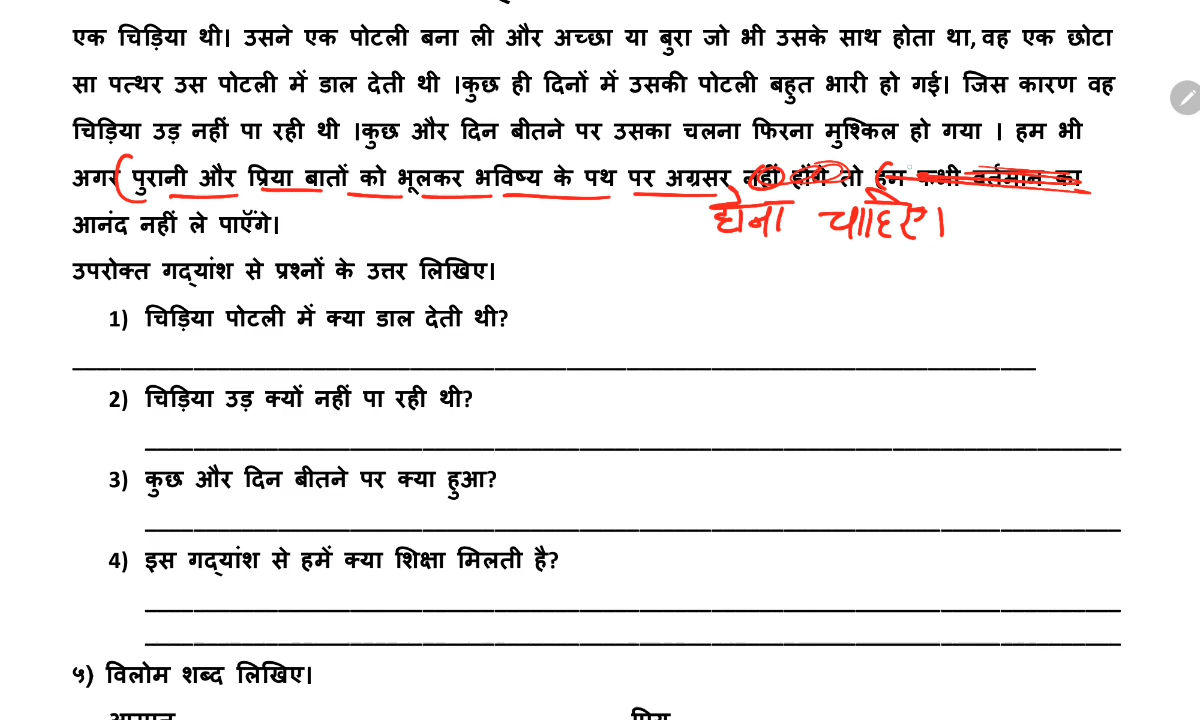 एक चिड़िया थी। उसने एक पोटली बना ली और अच्छा या बुरा जो भी उसके साथ होता था, वह एक छोटा
सा पत्थर उस पोटली में डाल देती थी ।कुछ ही दिनों में उसकी पोटली बहुत भारी हो गई। जिस कारण वह
चिड़िया उड़ नहीं पा रही थी ।कुछ और दिन बीतने पर उसका चलना फिरना मुश्किल हो गया । हम भी
अगर पुरानी और प्रिया बातों को भूलकर भविष्य के पथ पर अग्रसर नहीं होंगे तो हम कभी वर्तमान का
होना चाहिए।
आनंद नहीं ले पाएँगे।
उपरोक्त गद्यांश से प्रश्नों के उत्तर लिखिए।
1) चिड़िया पोटली में क्या डाल देती थी?
2) चिड़िया उड़ क्यों नहीं पा रही थी?
3) कुछ और दिन बीतने पर क्या हुआ?
4) इस गद्यांश से हमें क्या शिक्षा मिलती है?
५) विलोम शब्द लिखिए।